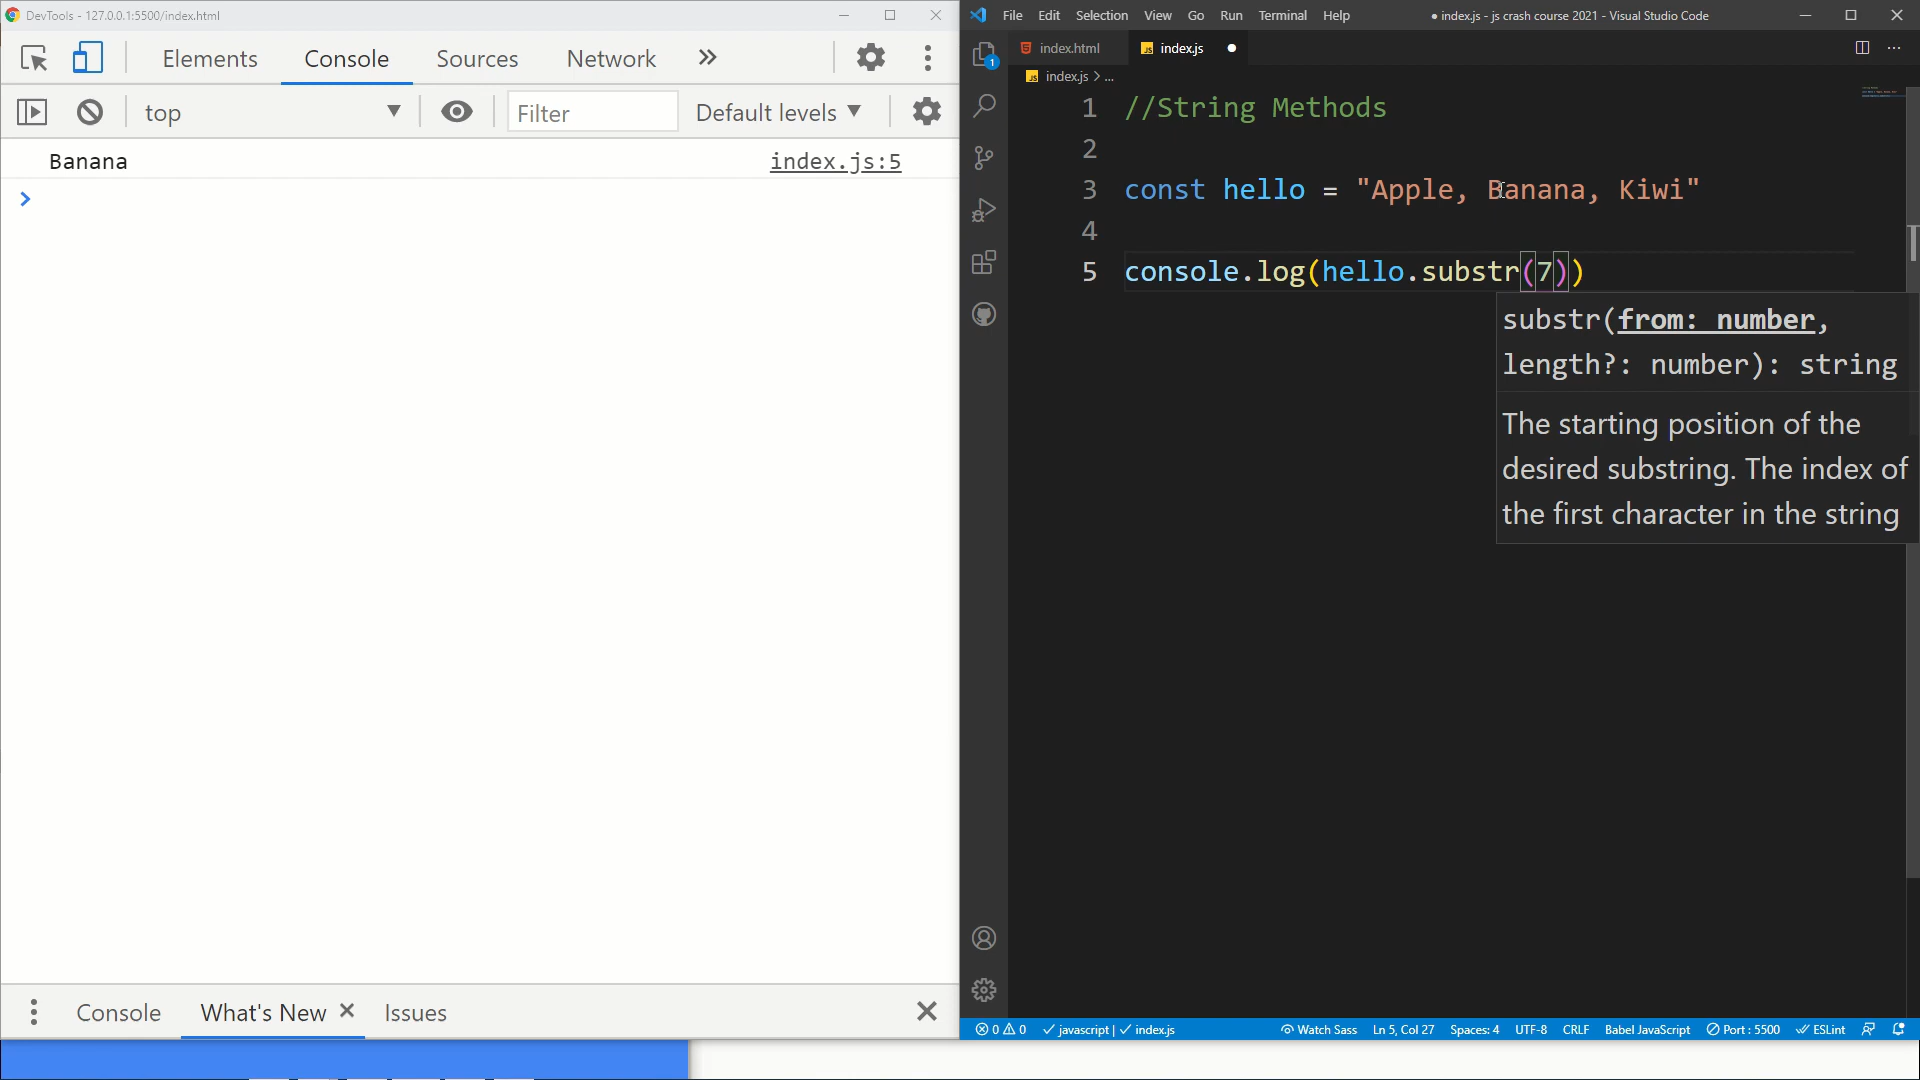 DevTools - 127.0.0.1:5500/index.html
Elements Console Sources Network
top Filter Default levels
Banana index.js:5
Console What's New Issues
File Edit Selection View Go Run Terminal Help ● index.js - js crash course 2021 - Visual Studio Code
index.html JS index.js
JS index.js > ...
1 //String Methods
2
3 const hello = "Apple, Banana, Kiwi"
4
5 console.log(hello.substr(7))
substr(from: number,
length?: number): string
The starting position of the
desired substring. The index of
the first character in the string
1
0 0 javascript | index.js Watch Sass Ln 5, Col 27 Spaces: 4 UTF-8 CRLF Babel JavaScript Port : 5500 ESLint